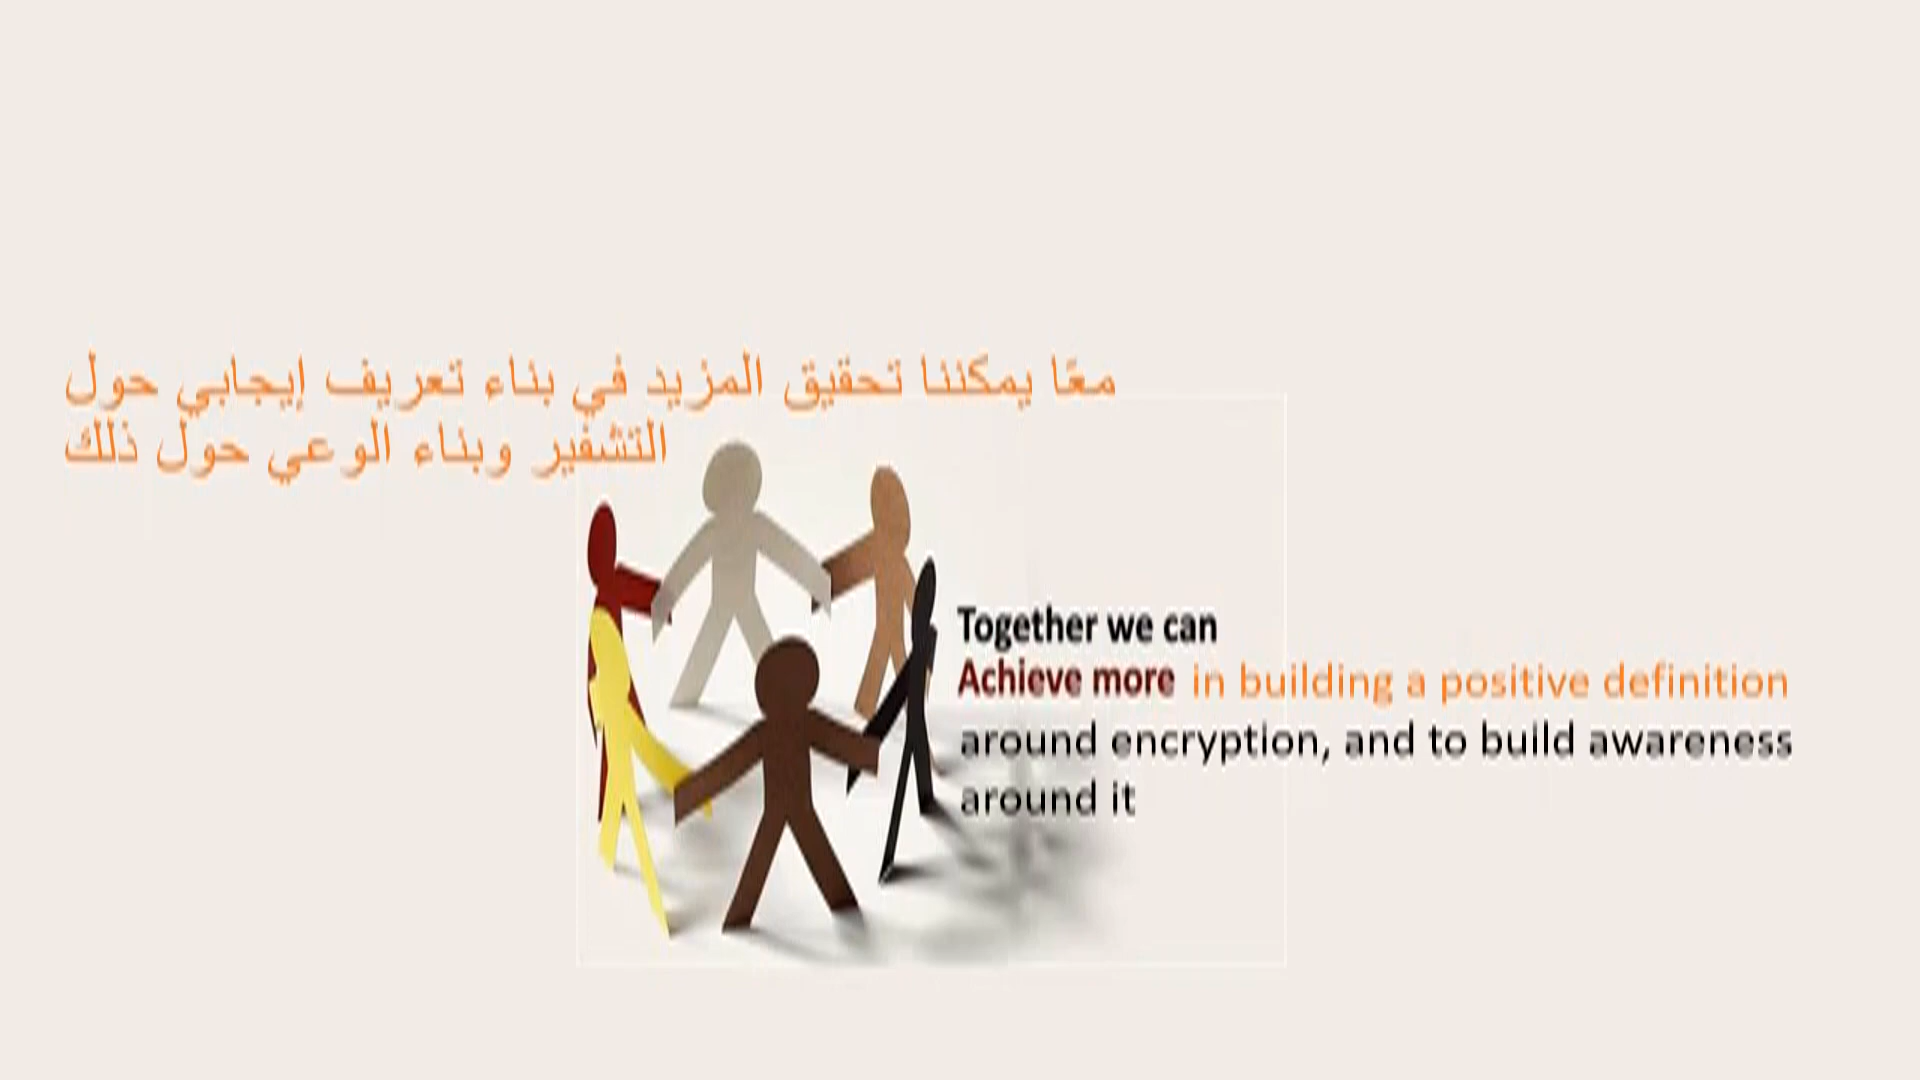 معًا يمكننا تحقيق المزيد في بناء تعريف إيجابي حول
التشفير وبناء الوعي حول ذلك
Together we can
Achieve more in building a positive definition
around encryption, and to build awareness
around it